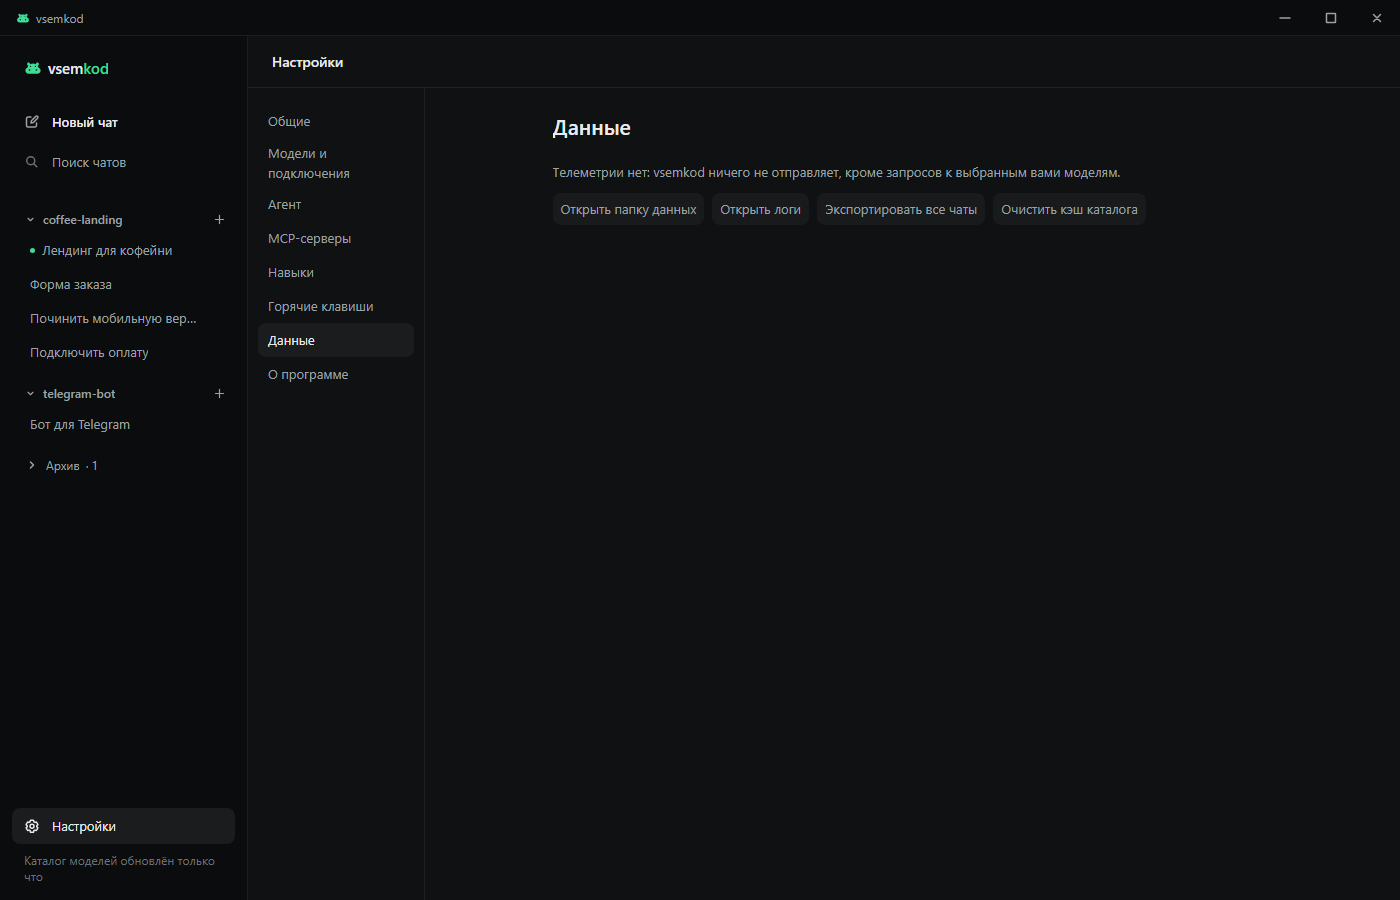 vsemkod
vsemkod
Новый чат
Поиск чатов
coffee-landing
Лендинг для кофейни
Форма заказа
Починить мобильную вер...
Подключить оплату
telegram-bot
Бот для Telegram
Архив · 1
Настройки
Каталог моделей обновлён только
что
Настройки
Общие
Модели и
подключения
Агент
MCP-серверы
Навыки
Горячие клавиши
Данные
О программе
Данные
Телеметрии нет: vsemkod ничего не отправляет, кроме запросов к выбранным вами моделям.
Открыть папку данных
Открыть логи
Экспортировать все чаты
Очистить кэш каталога